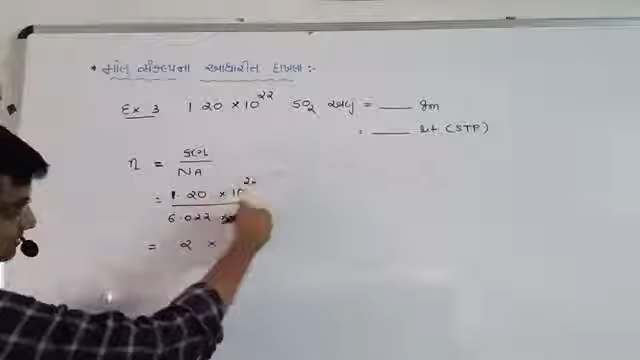 * મોલ સંકલ્પના આધારીત દાખલા :-
Ex 3 1.20 × 10²² SO₂ અણુ = ____ gm
= ____ lit (STP)
n = કણ / NA
= 1.20 × 10²² / 6.022 ×
= 2 ×